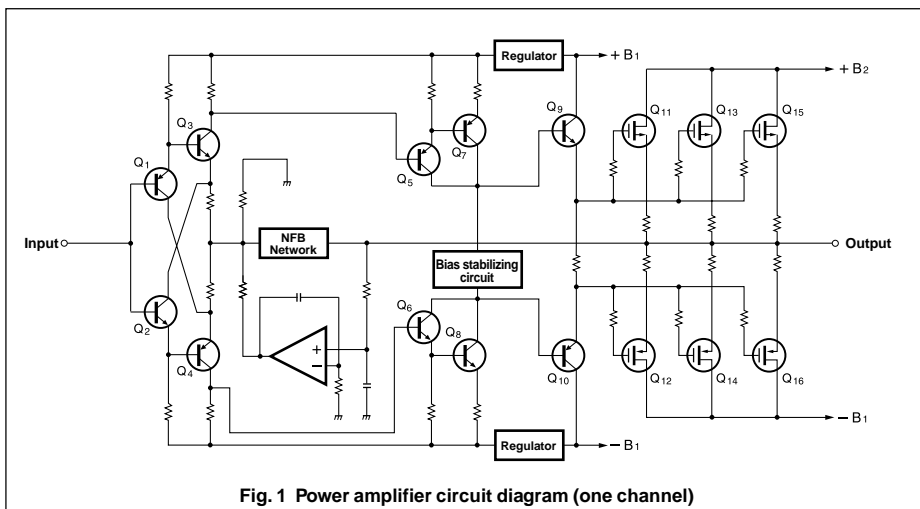 Regulator
+ B1
+ B2
Q9
Q11
Q13
Q15
Q3
Q7
Q1
Q5
Input
NFB
Network
Output
Bias stabilizing
circuit
Q6
Q2
Q8
+
−
Q4
Q10
Q12
Q14
Q16
− B1
Regulator
− B1
Fig. 1 Power amplifier circuit diagram (one channel)